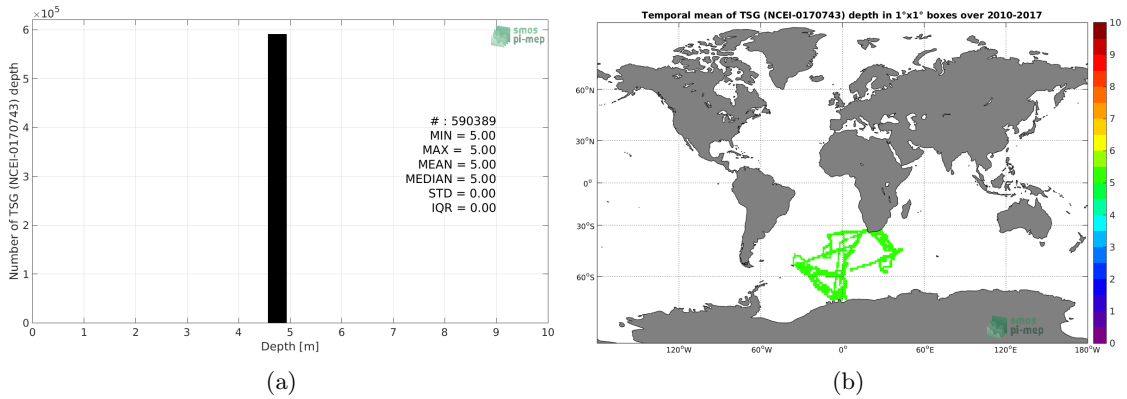 ×10⁵
6
5
4
3
2
1
0
Number of TSG (NCEI-0170743) depth
smos
pi-mep
# : 590389
MIN = 5.00
MAX = 5.00
MEAN = 5.00
MEDIAN = 5.00
STD = 0.00
IQR = 0.00
0 1 2 3 4 5 6 7 8 9 10
Depth [m]
(a)
Temporal mean of TSG (NCEI-0170743) depth in 1°x1° boxes over 2010-2017
60°N
30°N
0°
30°S
60°S
120°W 60°W 0° 60°E 120°E 180°W
smos
pi-mep
10
9
8
7
6
5
4
3
2
1
0
(b)